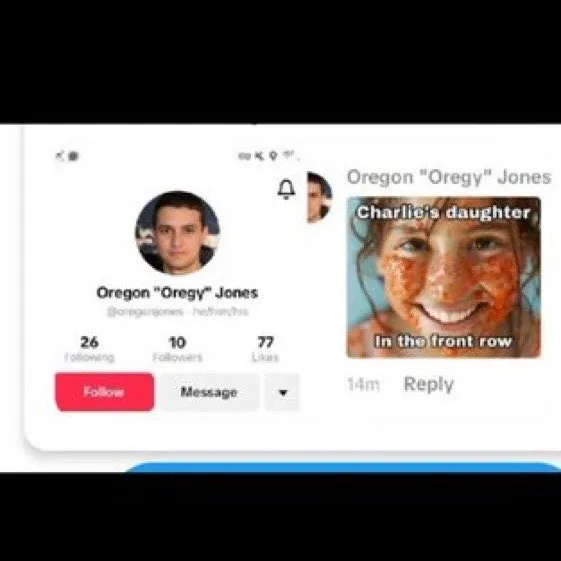 Oregon "Oregy" Jones
@oregonjones · he/him/his
26 10 77
Following Followers Likes
Follow Message
Oregon "Oregy" Jones
Charlie's daughter
In the front row
14m Reply